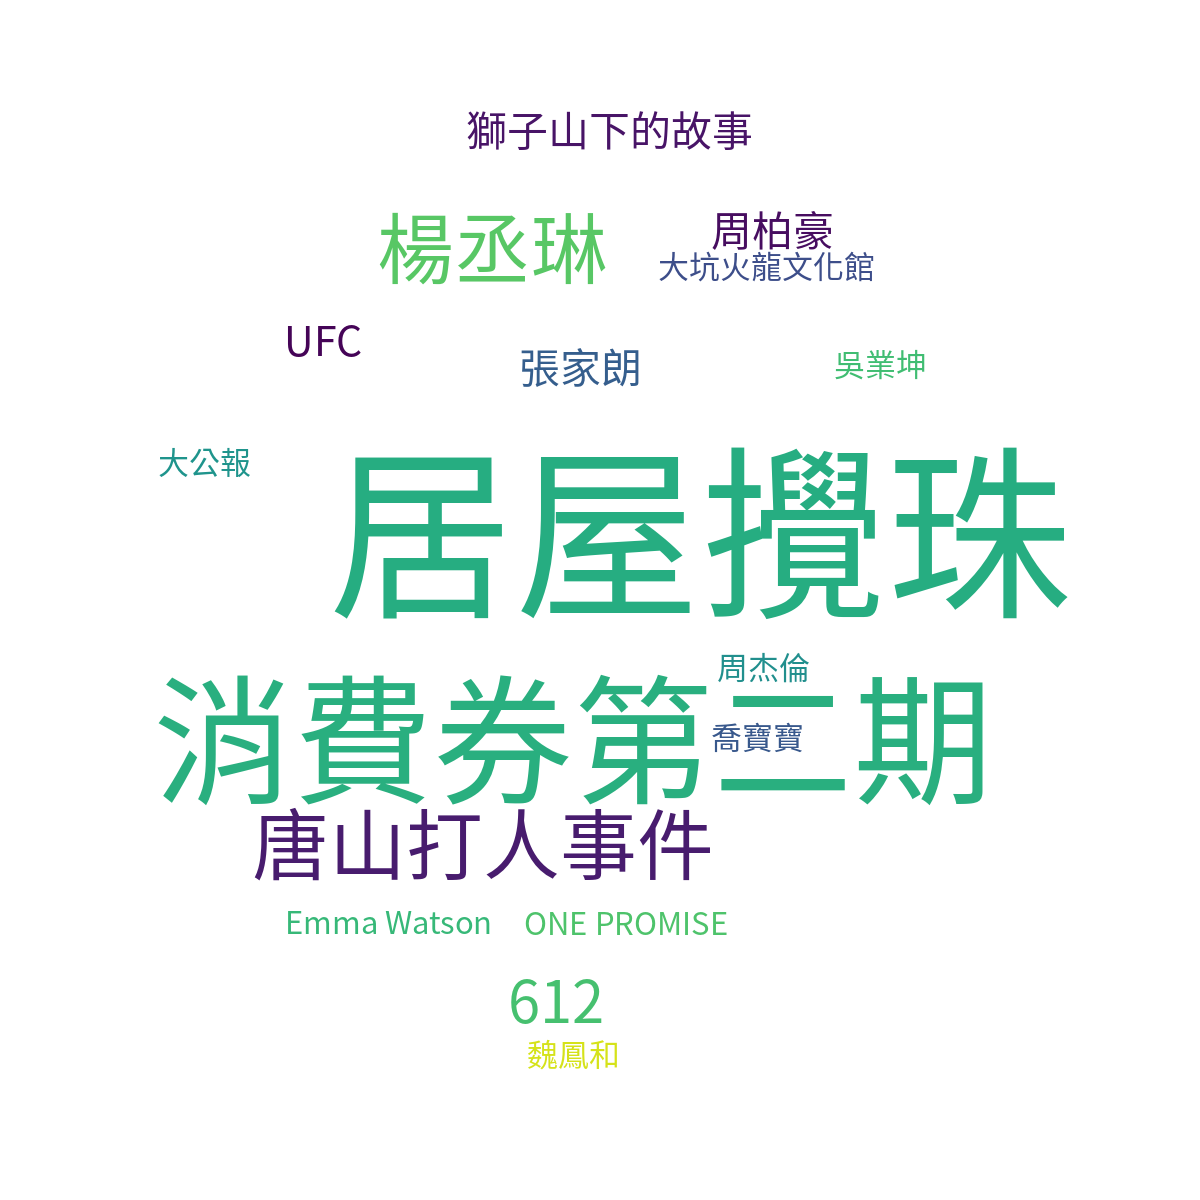 獅子山下的故事
楊丞琳
周柏豪
大坑火龍文化館
UFC
張家朗
吳業坤
大公報
居屋攪珠
周杰倫
消費券第二期
喬寶寶
唐山打人事件
Emma Watson
ONE PROMISE
612
魏鳳和